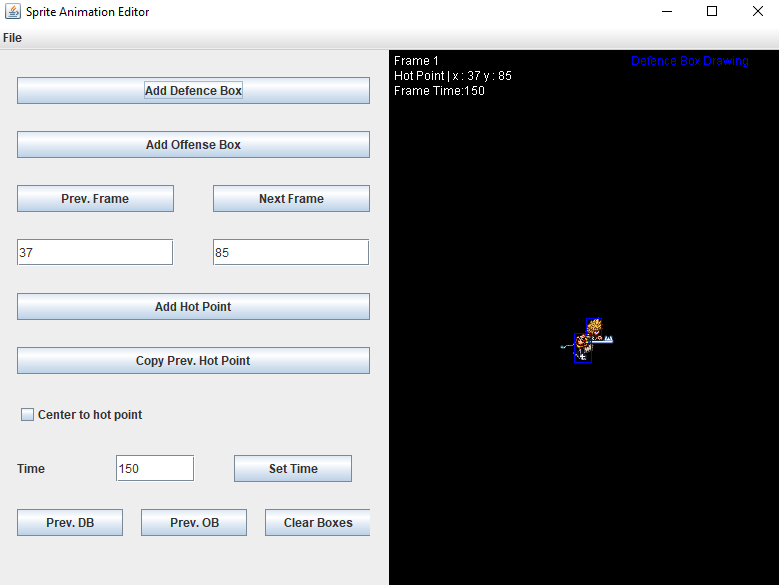 Sprite Animation Editor
File
Add Defence Box
Add Offense Box
Prev. Frame Next Frame
37 85
Add Hot Point
Copy Prev. Hot Point
Center to hot point
Time 150 Set Time
Prev. DB Prev. OB Clear Boxes
Frame 1 Defence Box Drawing
Hot Point | x : 37 y : 85
Frame Time:150